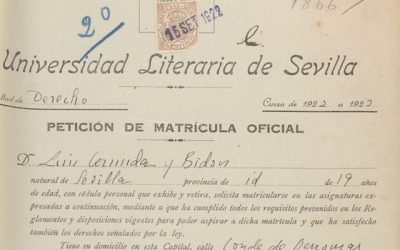 20
1866/
15 SET 1922
Universidad Literaria de Sevilla
tad de Derecho Curso de 1922 a 1923
PETICIÓN DE MATRÍCULA OFICIAL
D. Luis Cernuda y Bidon
natural de Sevilla provincia de id de 19 años
de edad, con célula personal que exhibe y retira, solicita matricularse en las asignaturas ex-
presadas a continuación, mediante a que ha cumplido todos los requisitos prevenidos en los Re-
glamentos y disposiciones vigentes para poder aspirar a dicha matrícula y que ha satisfecho
también los derechos señalados por la ley.
Tiene su domicilio en esta Capital, calle Conde de